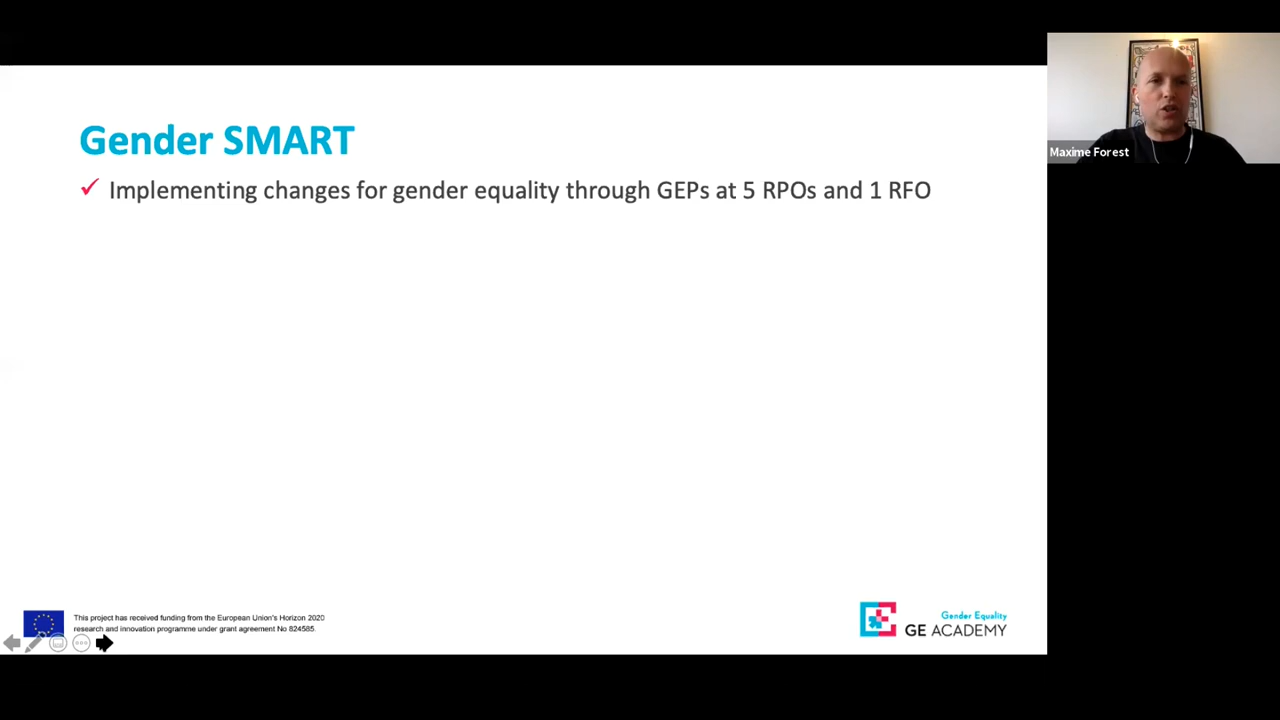 Gender SMART
✓ Implementing changes for gender equality through GEPs at 5 RPOs and 1 RFO
Maxime Forest
This project has received funding from the European Union's Horizon 2020
research and innovation programme under grant agreement No 824585.
Gender Equality
GE ACADEMY